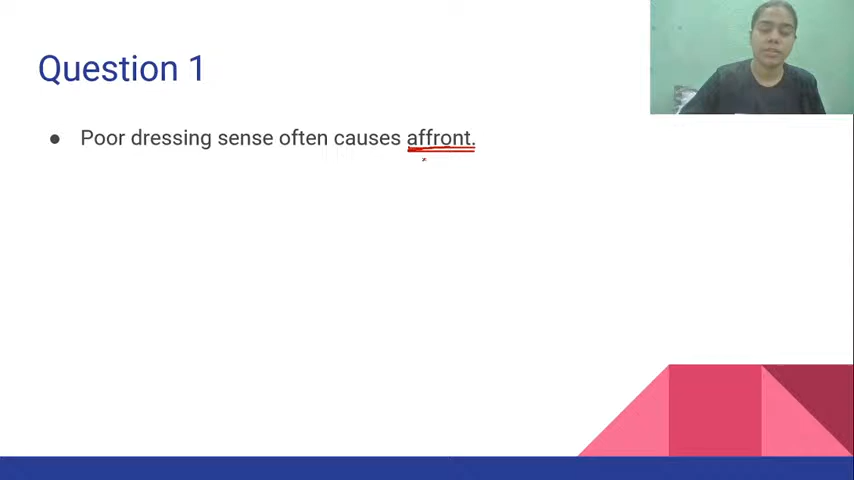 Question 1
● Poor dressing sense often causes affront.